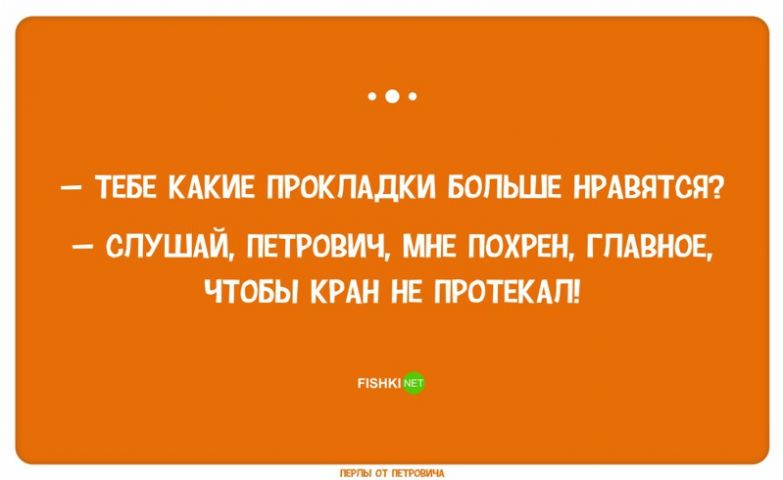 – ТЕБЕ КАКИЕ ПРОКЛАДКИ БОЛЬШЕ НРАВЯТСЯ?
– СЛУШАЙ, ПЕТРОВИЧ, МНЕ ПОХРЕН, ГЛАВНОЕ,
ЧТОБЫ КРАН НЕ ПРОТЕКАЛ!
FISHKI NET
ПЕРЛЫ ОТ ПЕТРОВИЧА